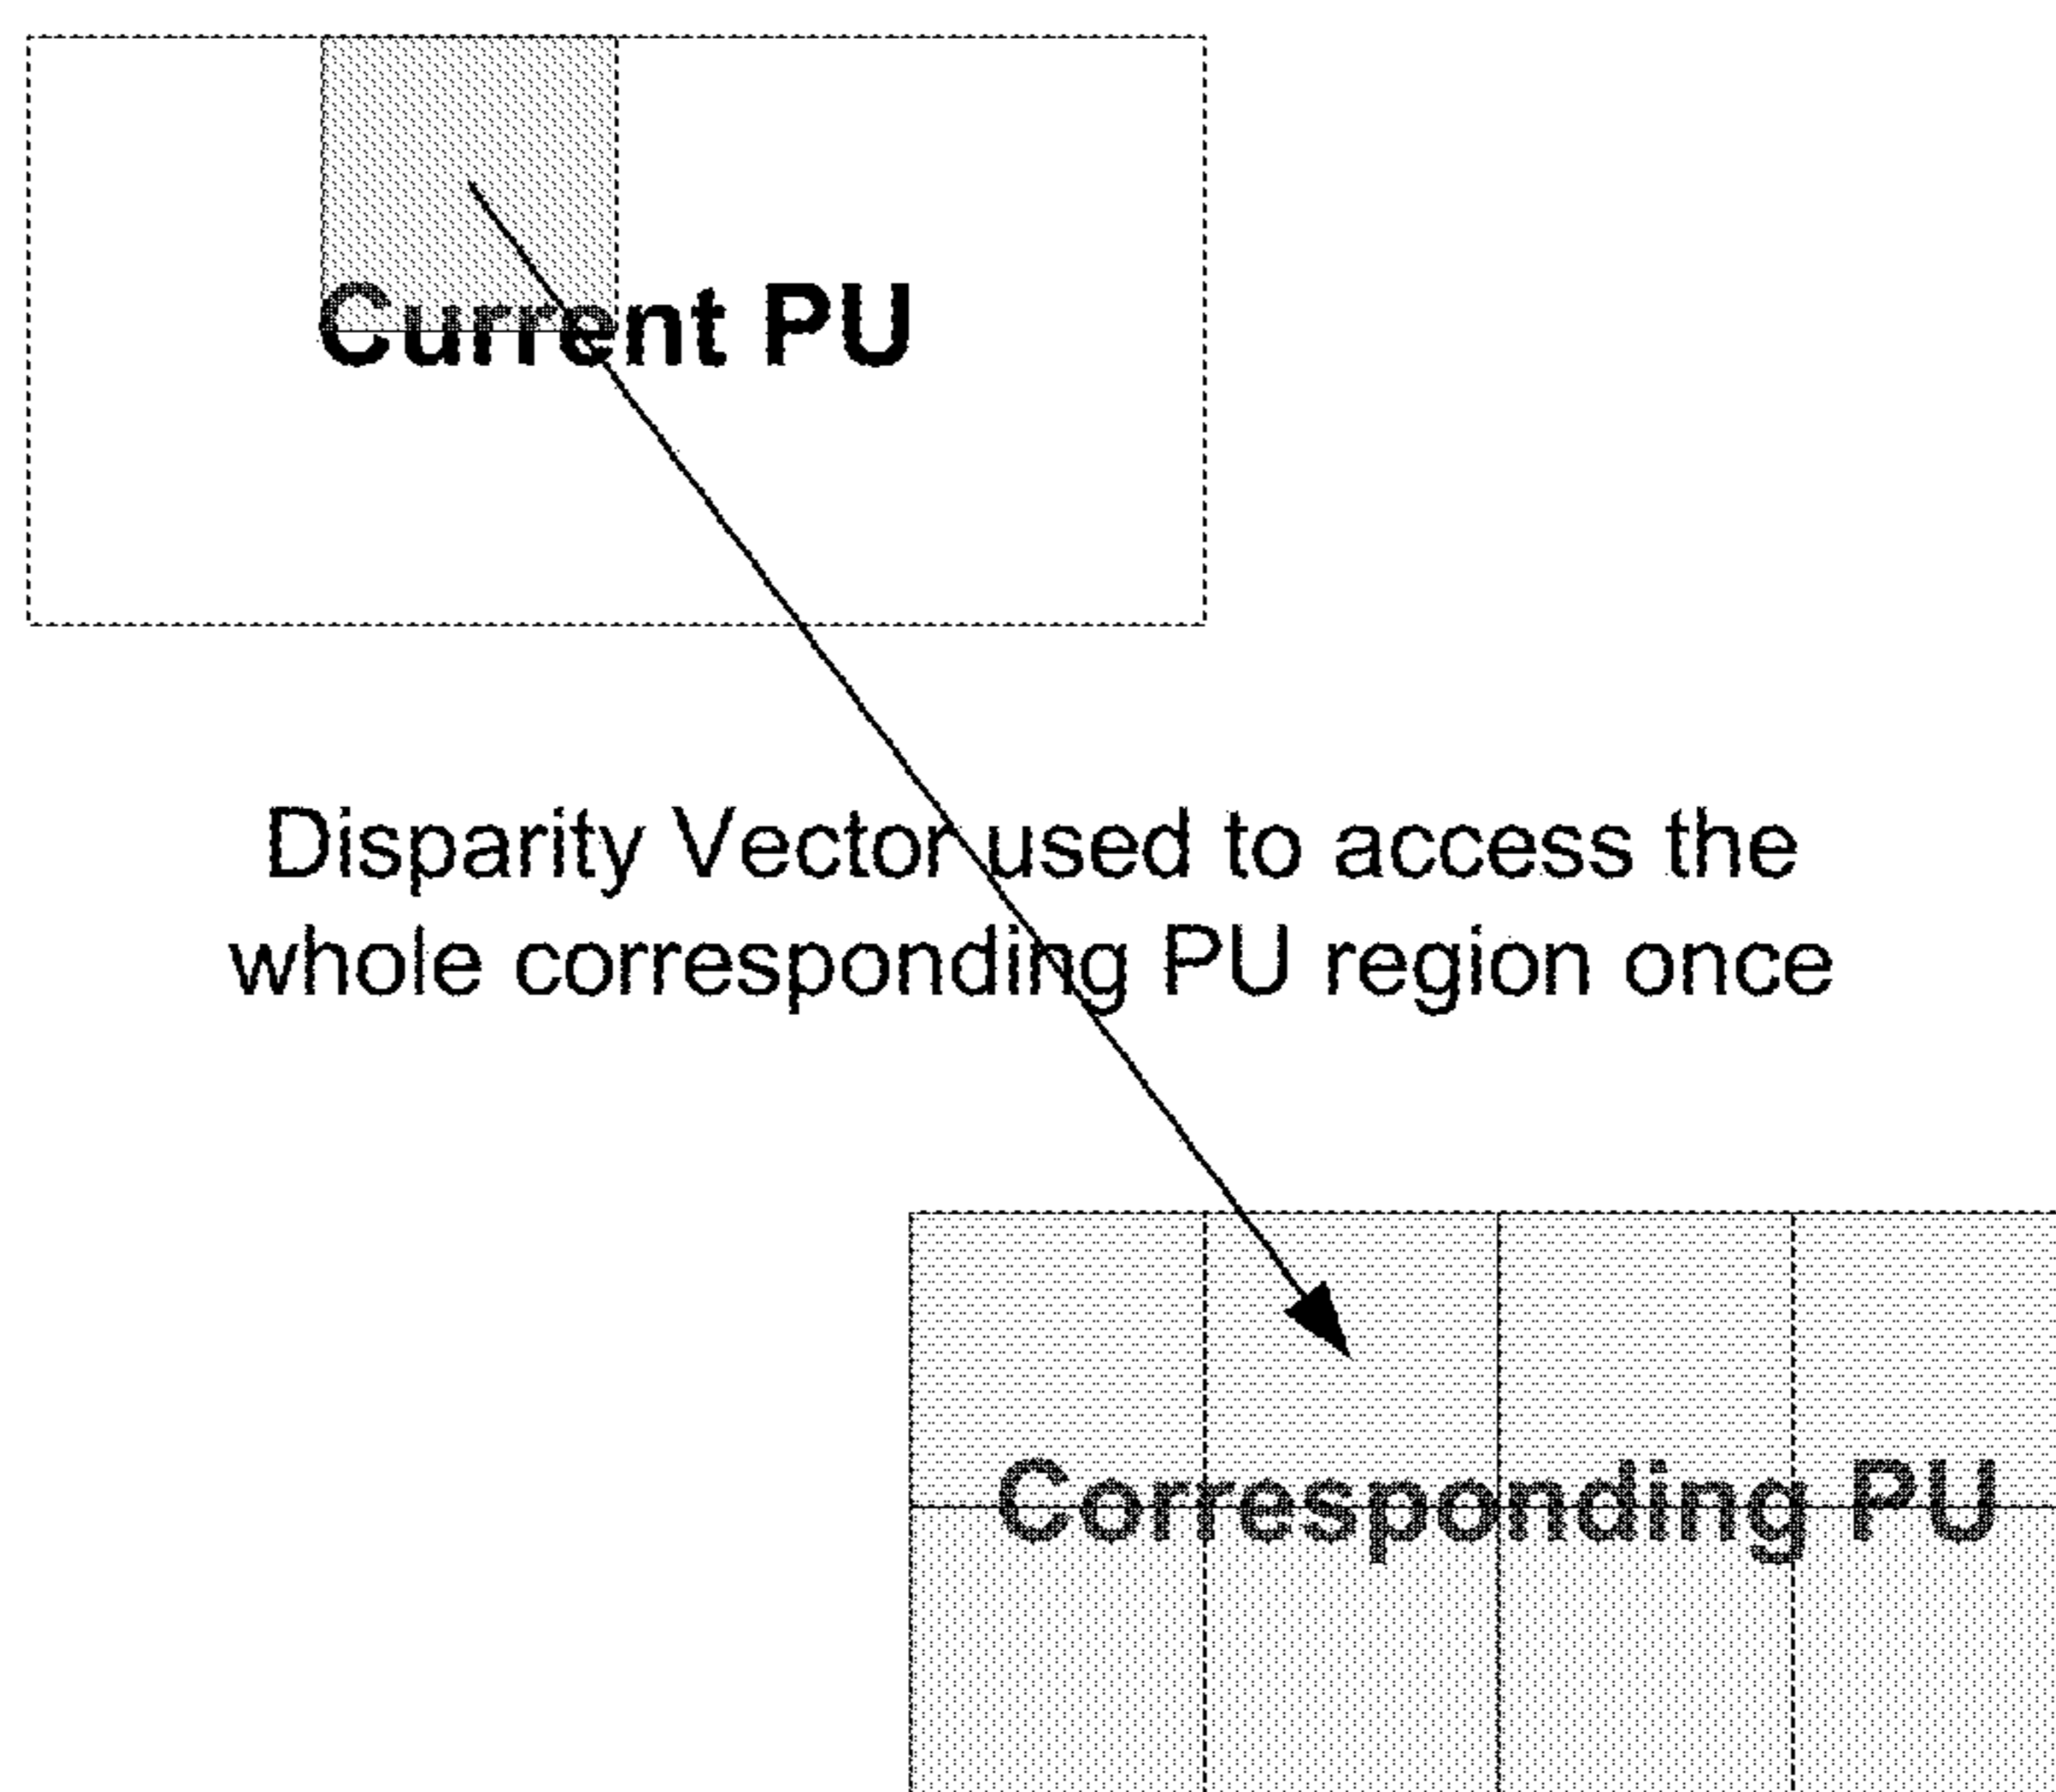 Current PU
Disparity Vector used to access the
whole corresponding PU region once
Corresponding PU